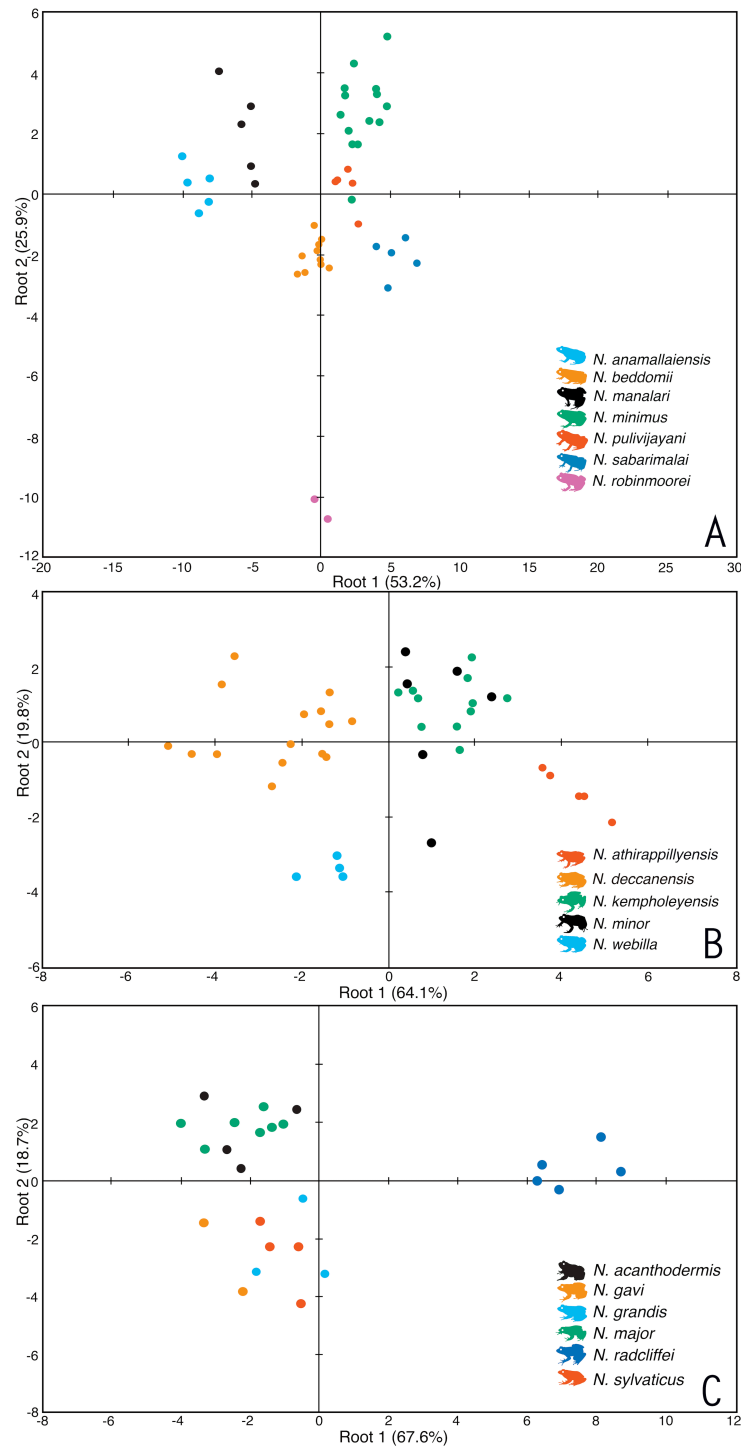 6
4
2
0
-2
-4
-6
-8
-10
-12
Root 2 (25.9%)
-20
-15
-10
-5
0
5
10
15
20
25
30
Root 1 (53.2%)
N. anamallaiensis
N. beddomii
N. manalari
N. minimus
N. pulivijayani
N. sabarimalai
N. robinmoorei
A
4
2
0
-2
-4
-6
Root 2 (19.8%)
-8
-6
-4
-2
0
2
4
6
8
Root 1 (64.1%)
N. athirappillyensis
N. deccanensis
N. kempholeyensis
N. minor
N. webilla
B
6
4
2
0
-2
-4
-6
-8
Root 2 (18.7%)
-8
-6
-4
-2
0
2
4
6
8
10
12
Root 1 (67.6%)
N. acanthodermis
N. gavi
N. grandis
N. major
N. radcliffei
N. sylvaticus
C